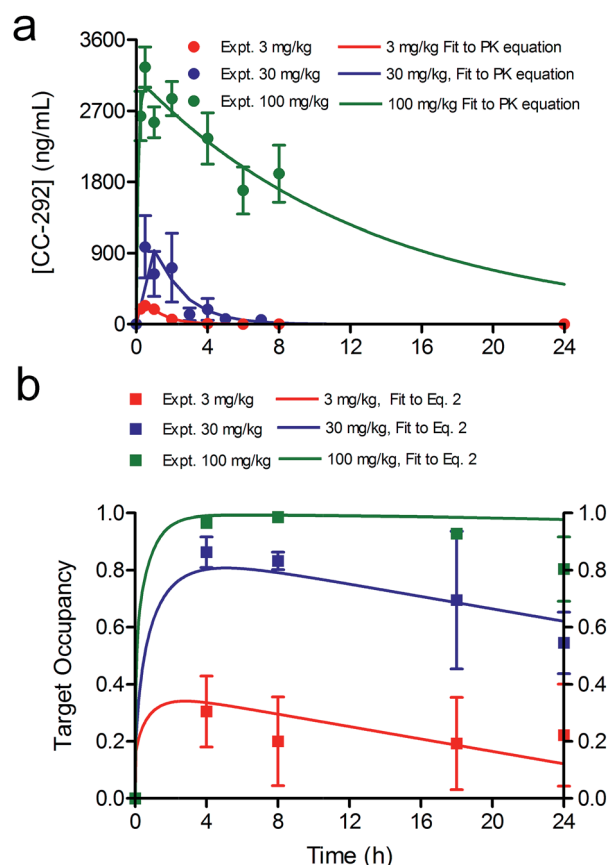 a
Expt. 3 mg/kg 3 mg/kg Fit to PK equation
Expt. 30 mg/kg 30 mg/kg, Fit to PK equation
Expt. 100 mg/kg 100 mg/kg Fit to PK equation
[CC-292] (ng/mL)
3600
2700
1800
900
0
0 4 8 12 16 20 24
b
Expt. 3 mg/kg 3 mg/kg, Fit to Eq. 2
Expt. 30 mg/kg 30 mg/kg, Fit to Eq. 2
Expt. 100 mg/kg 100 mg/kg, Fit to Eq. 2
Target Occupancy
1.0 1.0
0.8 0.8
0.6 0.6
0.4 0.4
0.2 0.2
0.0 0.0
0 4 8 12 16 20 24
Time (h)